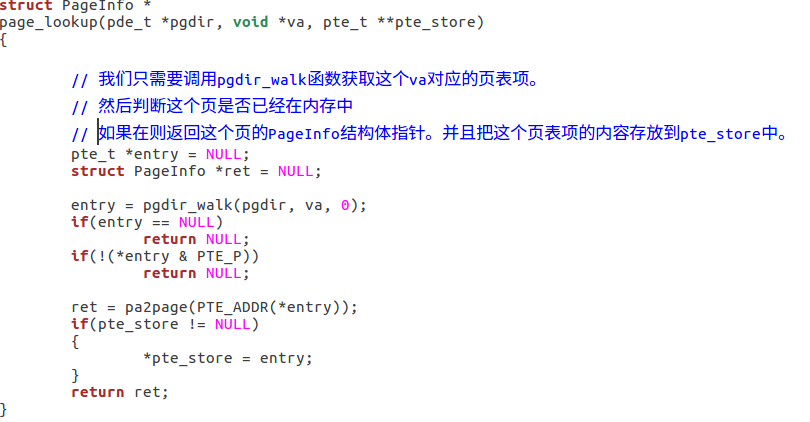 struct PageInfo *
page_lookup(pde_t *pgdir, void *va, pte_t **pte_store)
{
// 我们只需要调用pgdir_walk函数获取这个va对应的页表项。
// 然后判断这个页是否已经在内存中
// 如果在则返回这个页的PageInfo结构体指针。并且把这个页表项的内容存放到pte_store中。
pte_t *entry = NULL;
struct PageInfo *ret = NULL;
entry = pgdir_walk(pgdir, va, 0);
if(entry == NULL)
return NULL;
if(!(*entry & PTE_P))
return NULL;
ret = pa2page(PTE_ADDR(*entry));
if(pte_store != NULL)
{
*pte_store = entry;
}
return ret;
}